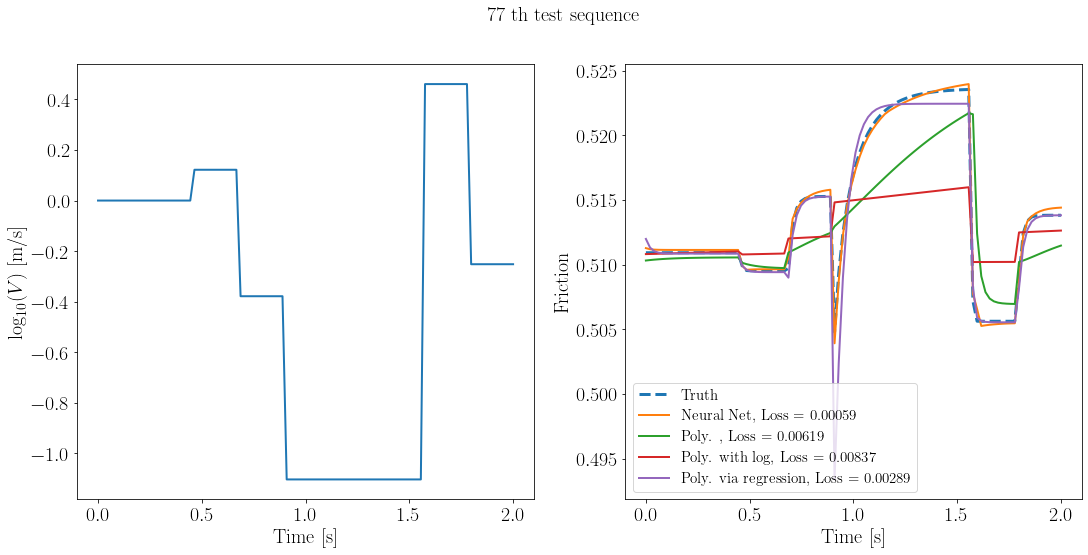 77 th test sequence
0.4
0.2
0.0
−0.2
−0.4
−0.6
−0.8
−1.0
log10(V) [m/s]
0.0 0.5 1.0 1.5 2.0
Time [s]
0.525
0.520
0.515
0.510
0.505
0.500
0.495
Friction
Truth
Neural Net, Loss = 0.00059
Poly. , Loss = 0.00619
Poly. with log, Loss = 0.00837
Poly. via regression, Loss = 0.00289
0.0 0.5 1.0 1.5 2.0
Time [s]